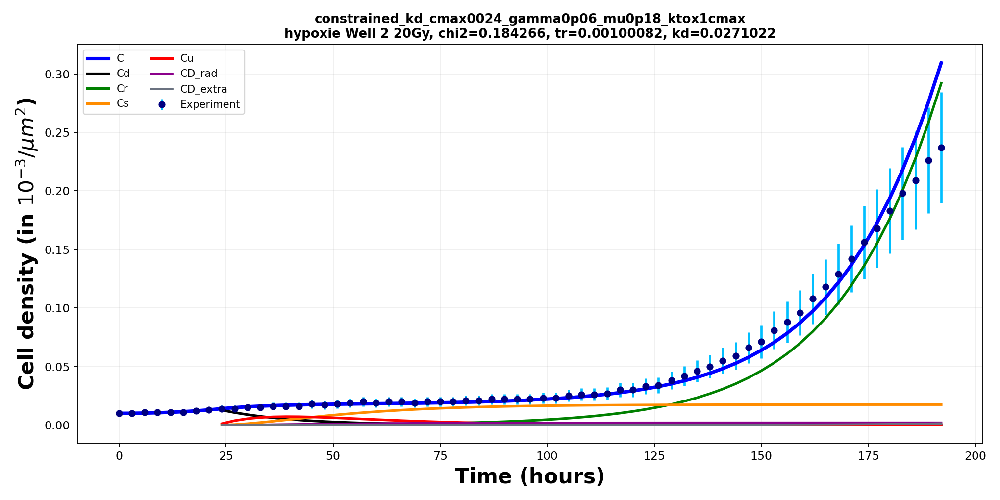 constrained_kd_cmax0024_gamma0p06_mu0p18_ktox1cmax
hypoxie Well 2 20Gy, chi2=0.184266, tr=0.00100082, kd=0.0271022
C
Cd
Cr
Cs
Cu
CD_rad
CD_extra
Experiment
Cell density (in 10⁻³/μm²)
0.30
0.25
0.20
0.15
0.10
0.05
0.00
0 25 50 75 100 125 150 175 200
Time (hours)